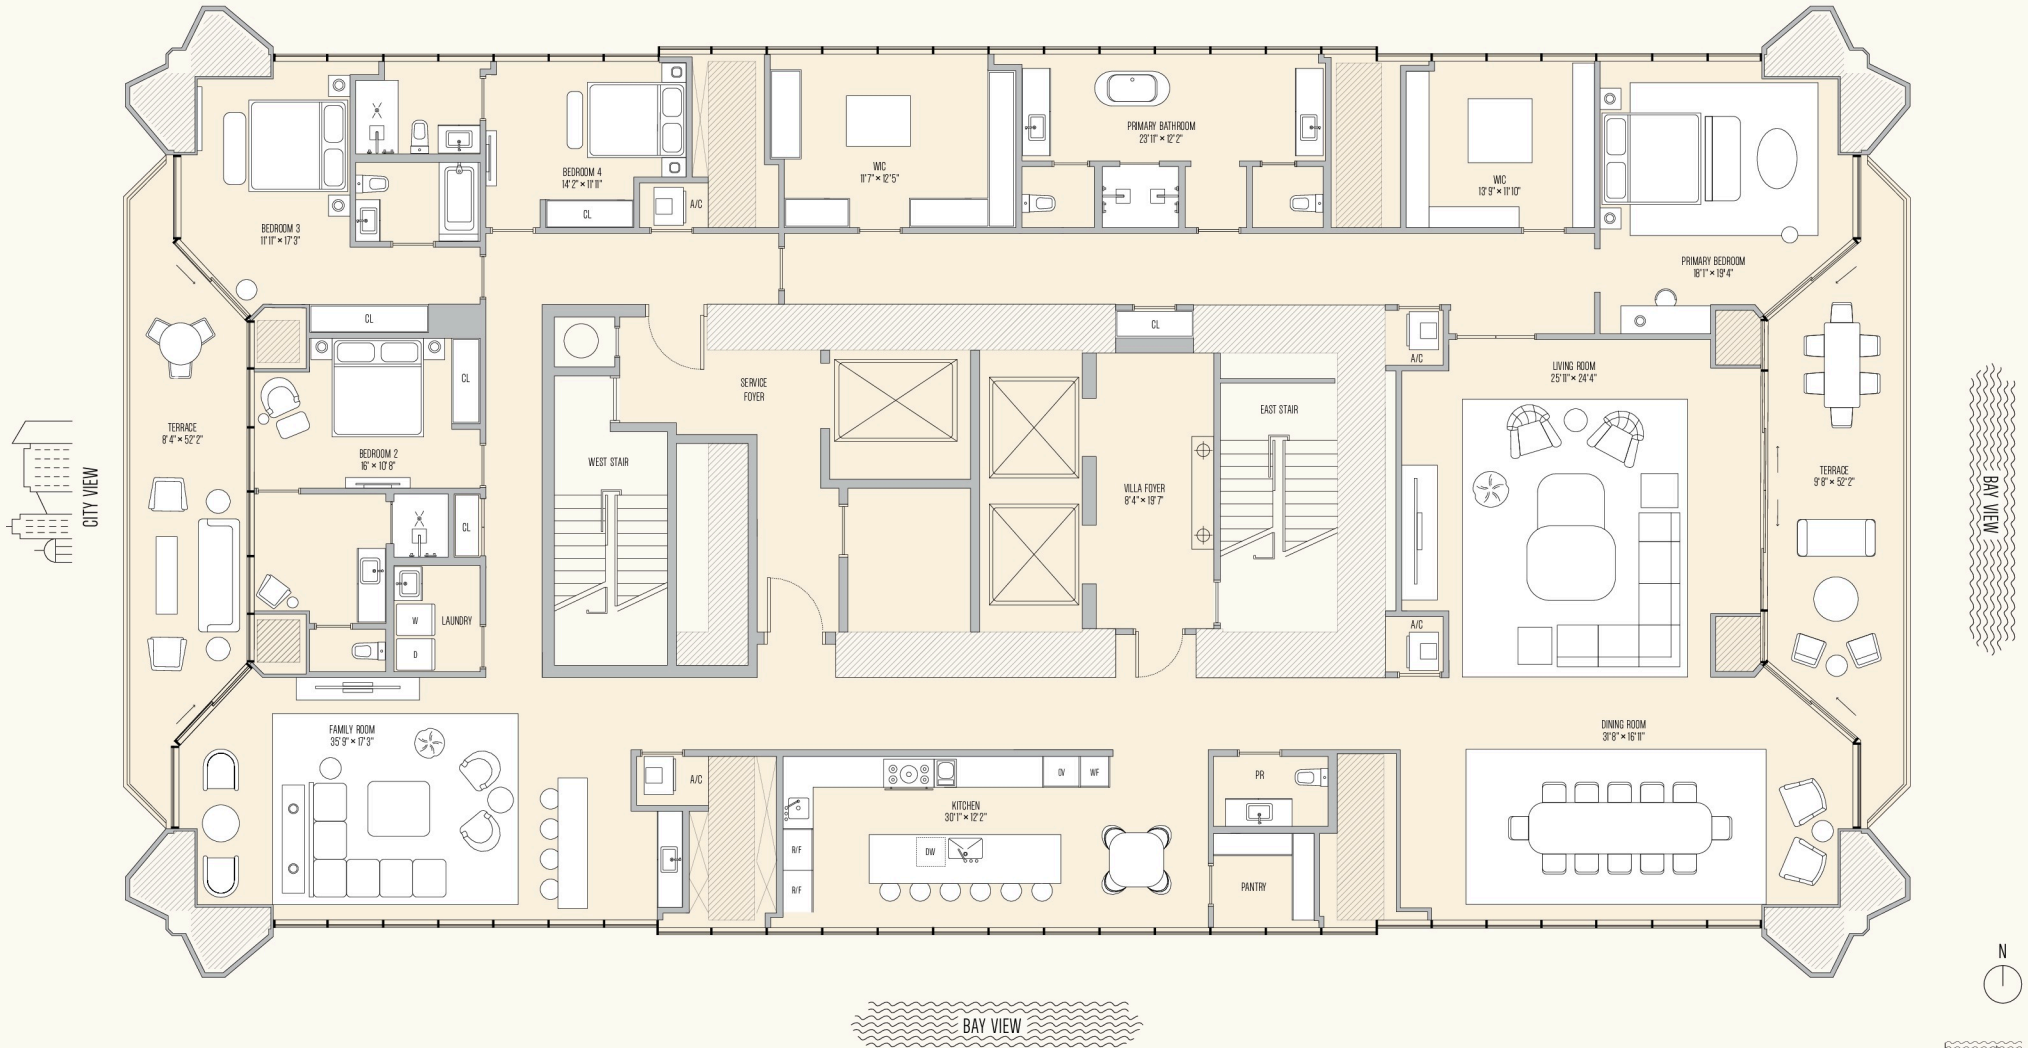 PRIMARY BATHROOM
23'11" × 12'2"
BEDROOM 4
14'2" × 11'11"
WIC
11'7" × 12'5"
WIC
13'9" × 11'10"
A/C
CL
BEDROOM 3
11'11" × 17'3"
PRIMARY BEDROOM
18'1" × 19'4"
CL
CL
A/C
LIVING ROOM
25'11" × 24'4"
SERVICE
FOYER
CL
EAST STAIR
TERRACE
8'4" × 52'2"
BEDROOM 2
16' × 10'8"
WEST STAIR
VILLA FOYER
8'4" × 19'7"
TERRACE
9'8" × 52'2"
CITY VIEW
BAY VIEW
CL
W
LAUNDRY
D
A/C
FAMILY ROOM
35'9" × 17'3"
DINING ROOM
31'8" × 16'11"
A/C
OV
WF
PR
KITCHEN
30'1" × 12'2"
R/F
DW
R/F
PANTRY
N
BAY VIEW